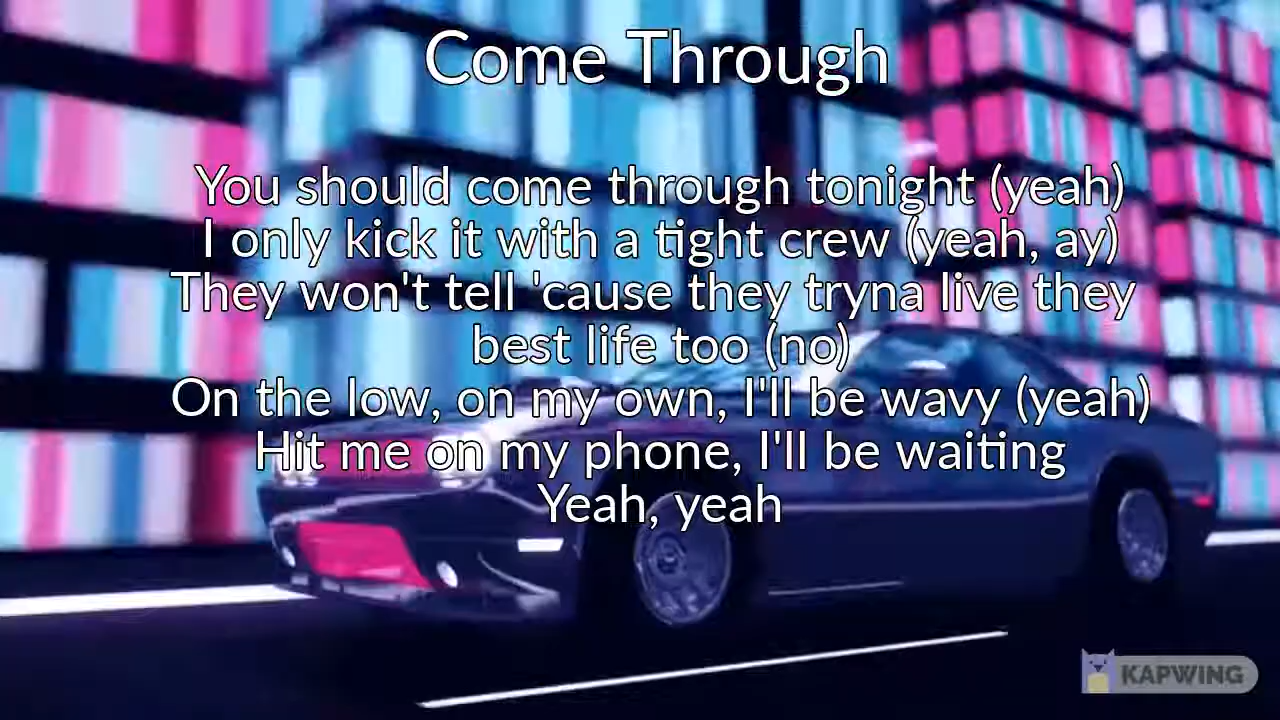 Come Through
You should come through tonight (yeah)
I only kick it with a tight crew (yeah, ay)
They won't tell 'cause they tryna live they
best life too (no)
On the low, on my own, I'll be wavy (yeah)
Hit me on my phone, I'll be waiting
Yeah, yeah
KAPWING